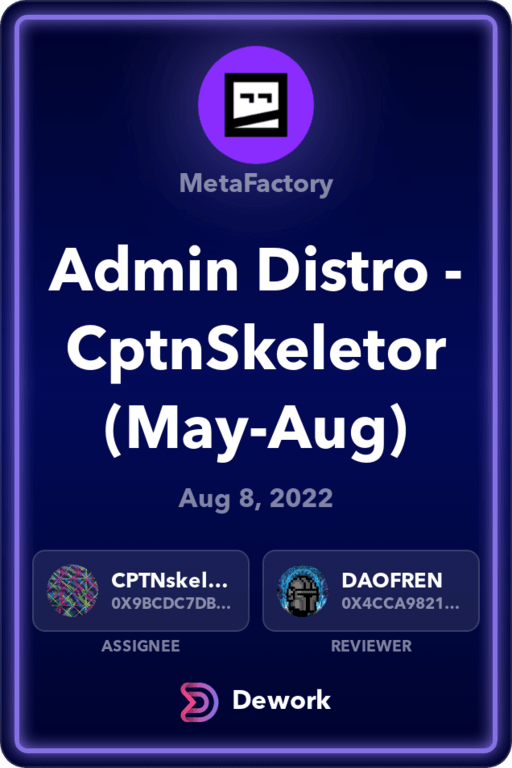 MetaFactory
Admin Distro -
CptnSkeletor
(May-Aug)
Aug 8, 2022
CPTNskel...
0X9BCDC7DB...
ASSIGNEE
DAOFREN
0X4CCA9821...
REVIEWER
Dework